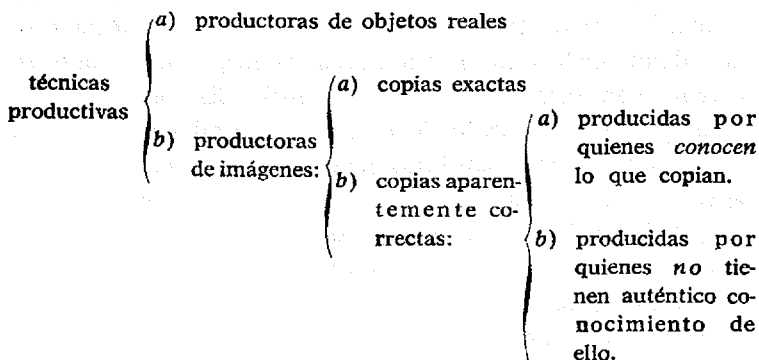 a) productoras de objetos reales
técnicas
productivas
b) productoras
de imágenes:
a) copias exactas
b) copias aparen-
temente co-
rrectas:
a) producidas por
quienes conocen
lo que copian.
b) producidas por
quienes no tie-
nen auténtico co-
nocimiento de
ello.